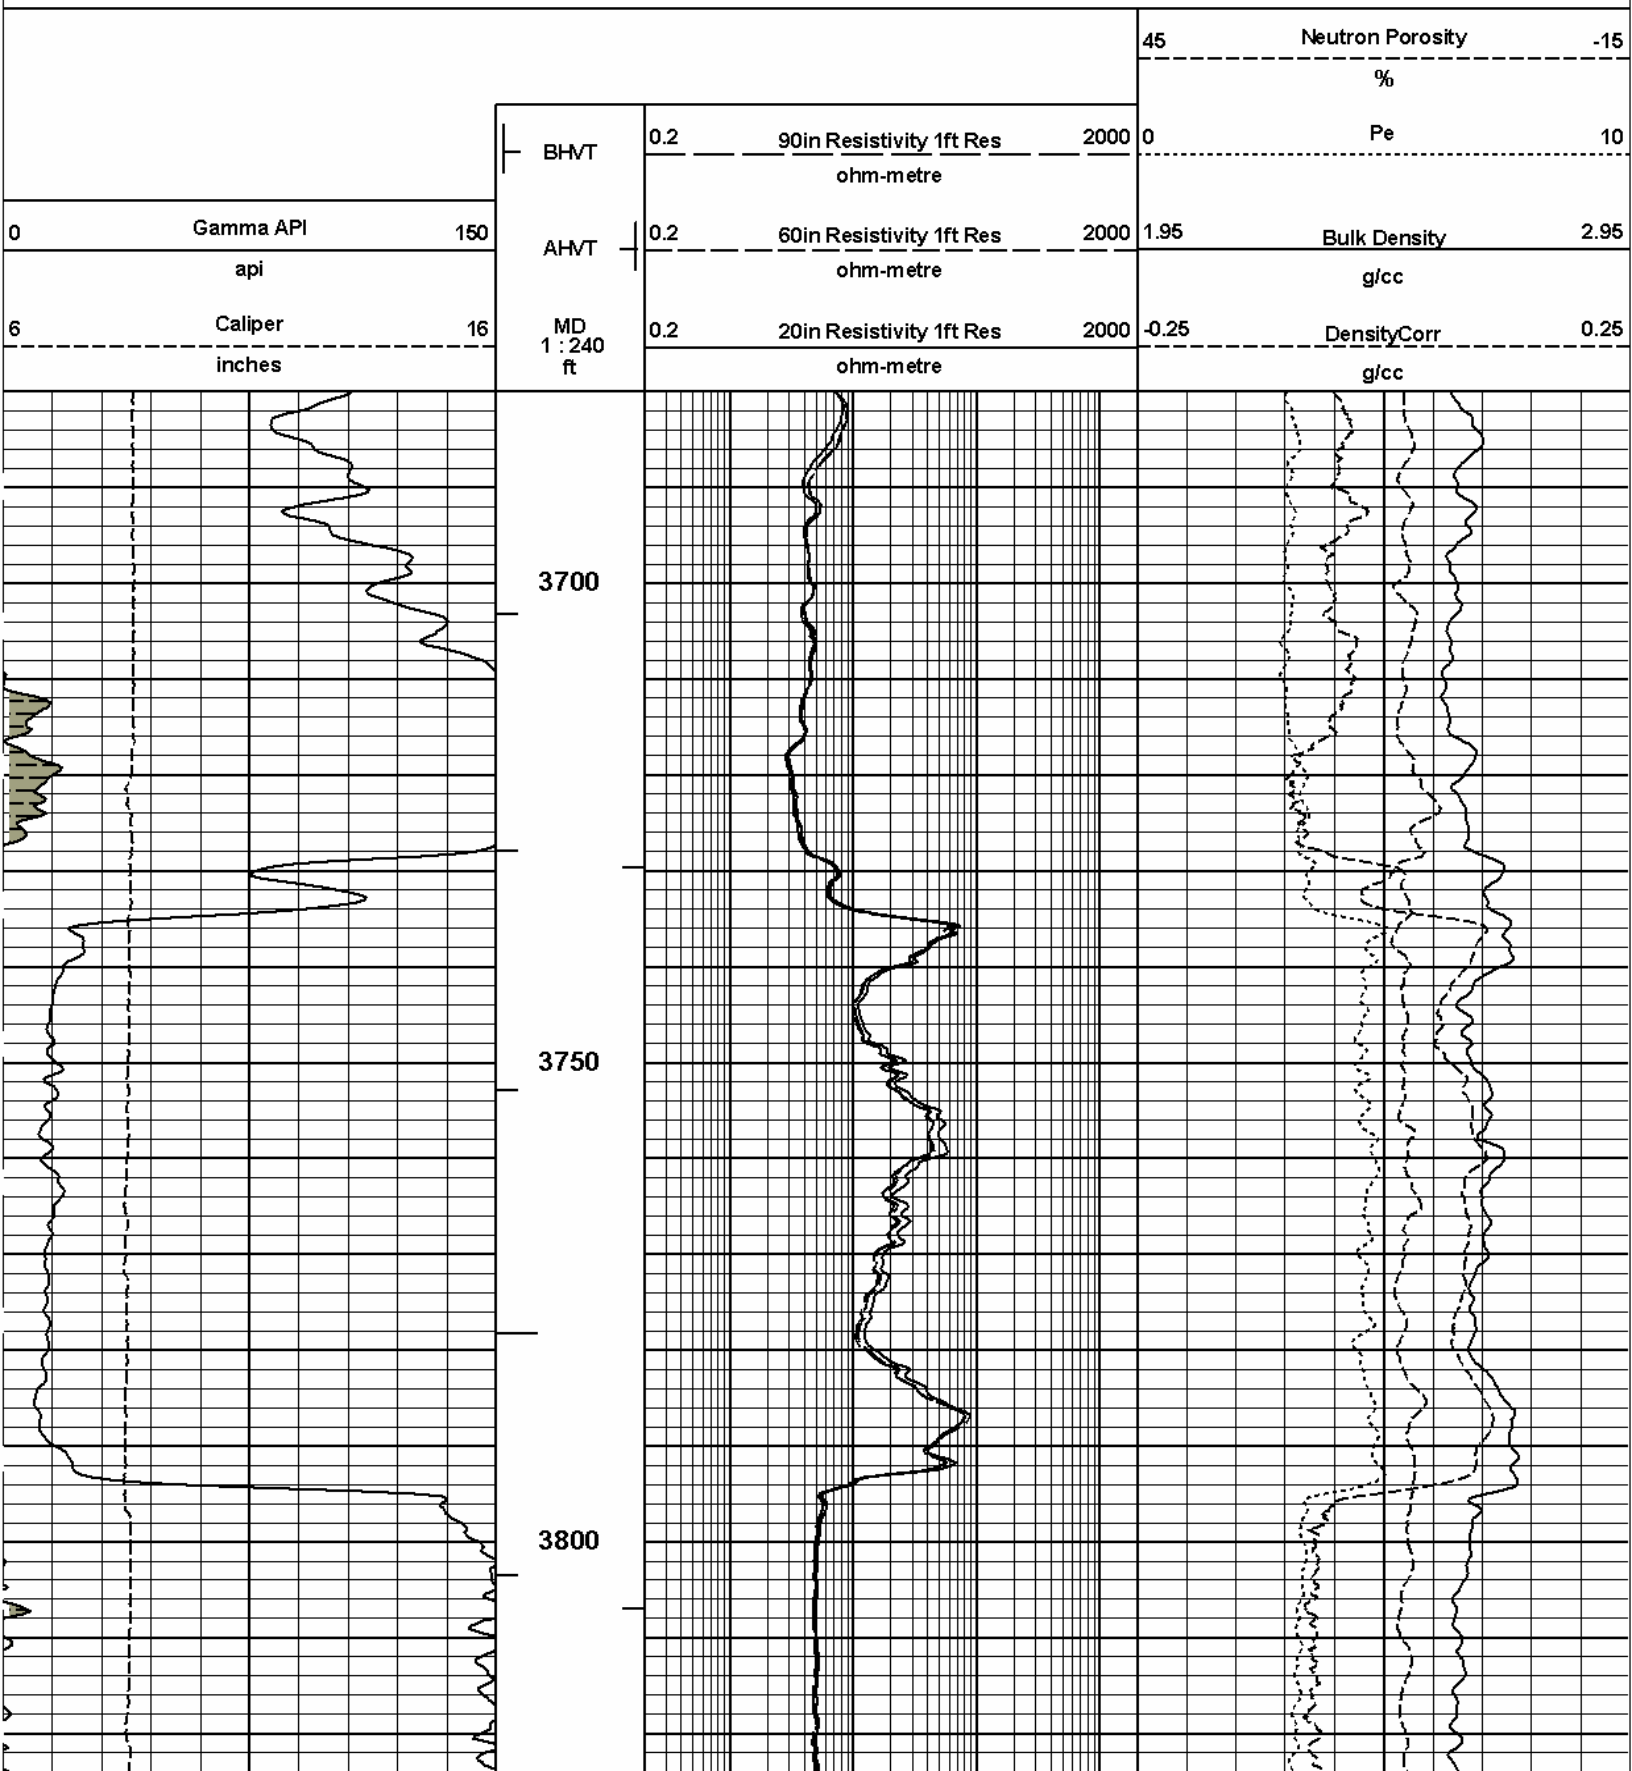 45 Neutron Porosity -15
%
BHVT 0.2 90in Resistivity 1ft Res 2000 0 Pe 10
ohm-metre
0 Gamma API 150 AHVT 0.2 60in Resistivity 1ft Res 2000 1.95 Bulk Density 2.95
api ohm-metre g/cc
6 Caliper 16 MD 0.2 20in Resistivity 1ft Res 2000 -0.25 DensityCorr 0.25
1 : 240
inches ft ohm-metre g/cc
3700
3750
3800